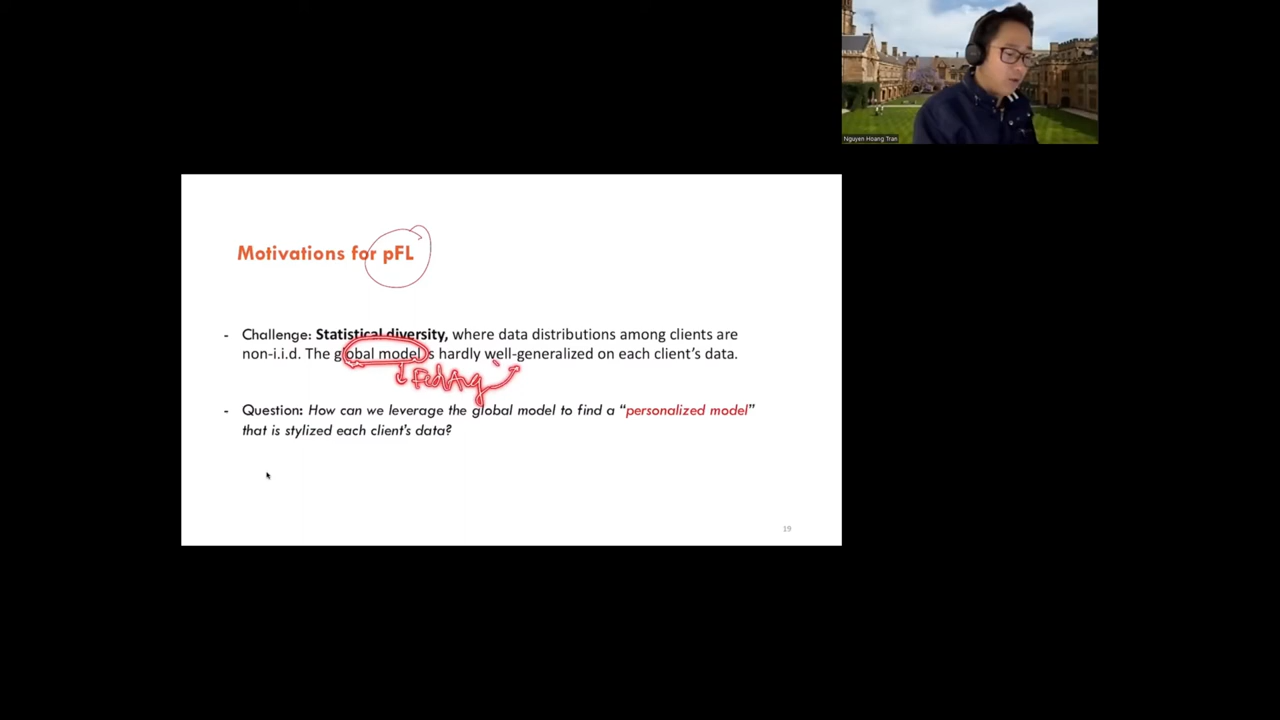 Nguyen Hoang Tran
Motivations for pFL
- Challenge: Statistical diversity, where data distributions among clients are
non-i.i.d. The global model is hardly well-generalized on each client's data.
FedAvg
- Question: How can we leverage the global model to find a “personalized model”
that is stylized each client's data?
19